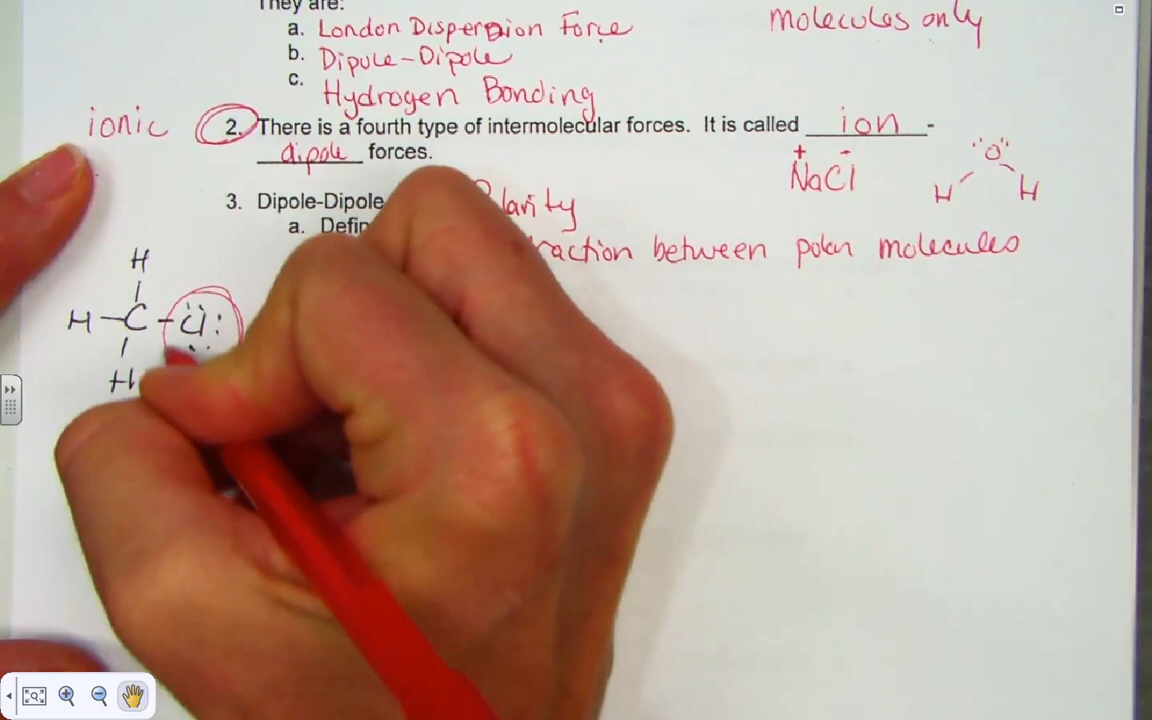 They are:
a. London Dispersion Force
molecules only
b. Dipole-Dipole
c. Hydrogen Bonding
ionic
2. There is a fourth type of intermolecular forces. It is called ion -
dipole forces.
+ -
NaCl
O
H H
3. Dipole-Dipole
larity
a. Defin
raction between polar molecules
H
H-C-Cl:
H